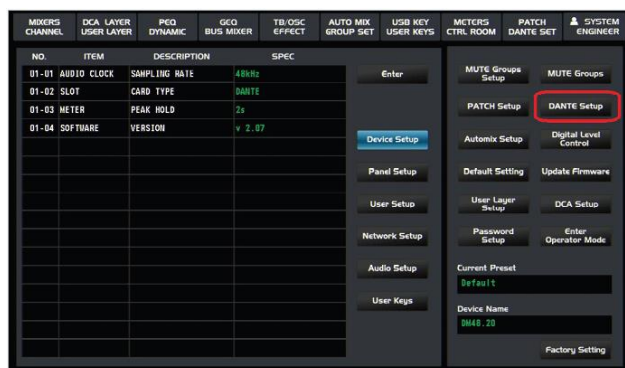 MIXERS CHANNEL
DCA LAYER USER LAYER
PEQ DYNAMIC
GEQ BUS MIXER
TB/OSC EFFECT
AUTO MIX GROUP SET
USB KEY USER KEYS
METERS CTRL ROOM
PATCH DANTE SET
SYSTEM ENGINEER
NO. ITEM DESCRIPTION SPEC
01-01 AUDIO CLOCK SAMPLING RATE 48kHz
01-02 SLOT CARD TYPE DANTE
01-03 METER PEAK HOLD 2s
01-04 SOFTWARE VERSION v 2.07
Enter
Device Setup
Panel Setup
User Setup
Network Setup
Audio Setup
User Keys
MUTE Groups Setup
MUTE Groups
PATCH Setup
DANTE Setup
Automix Setup
Digital Level Control
Default Setting
Update Firmware
User Layer Setup
DCA Setup
Password Setup
Enter Operator Mode
Current Preset
Default
Device Name
DM48.20
Factory Setting